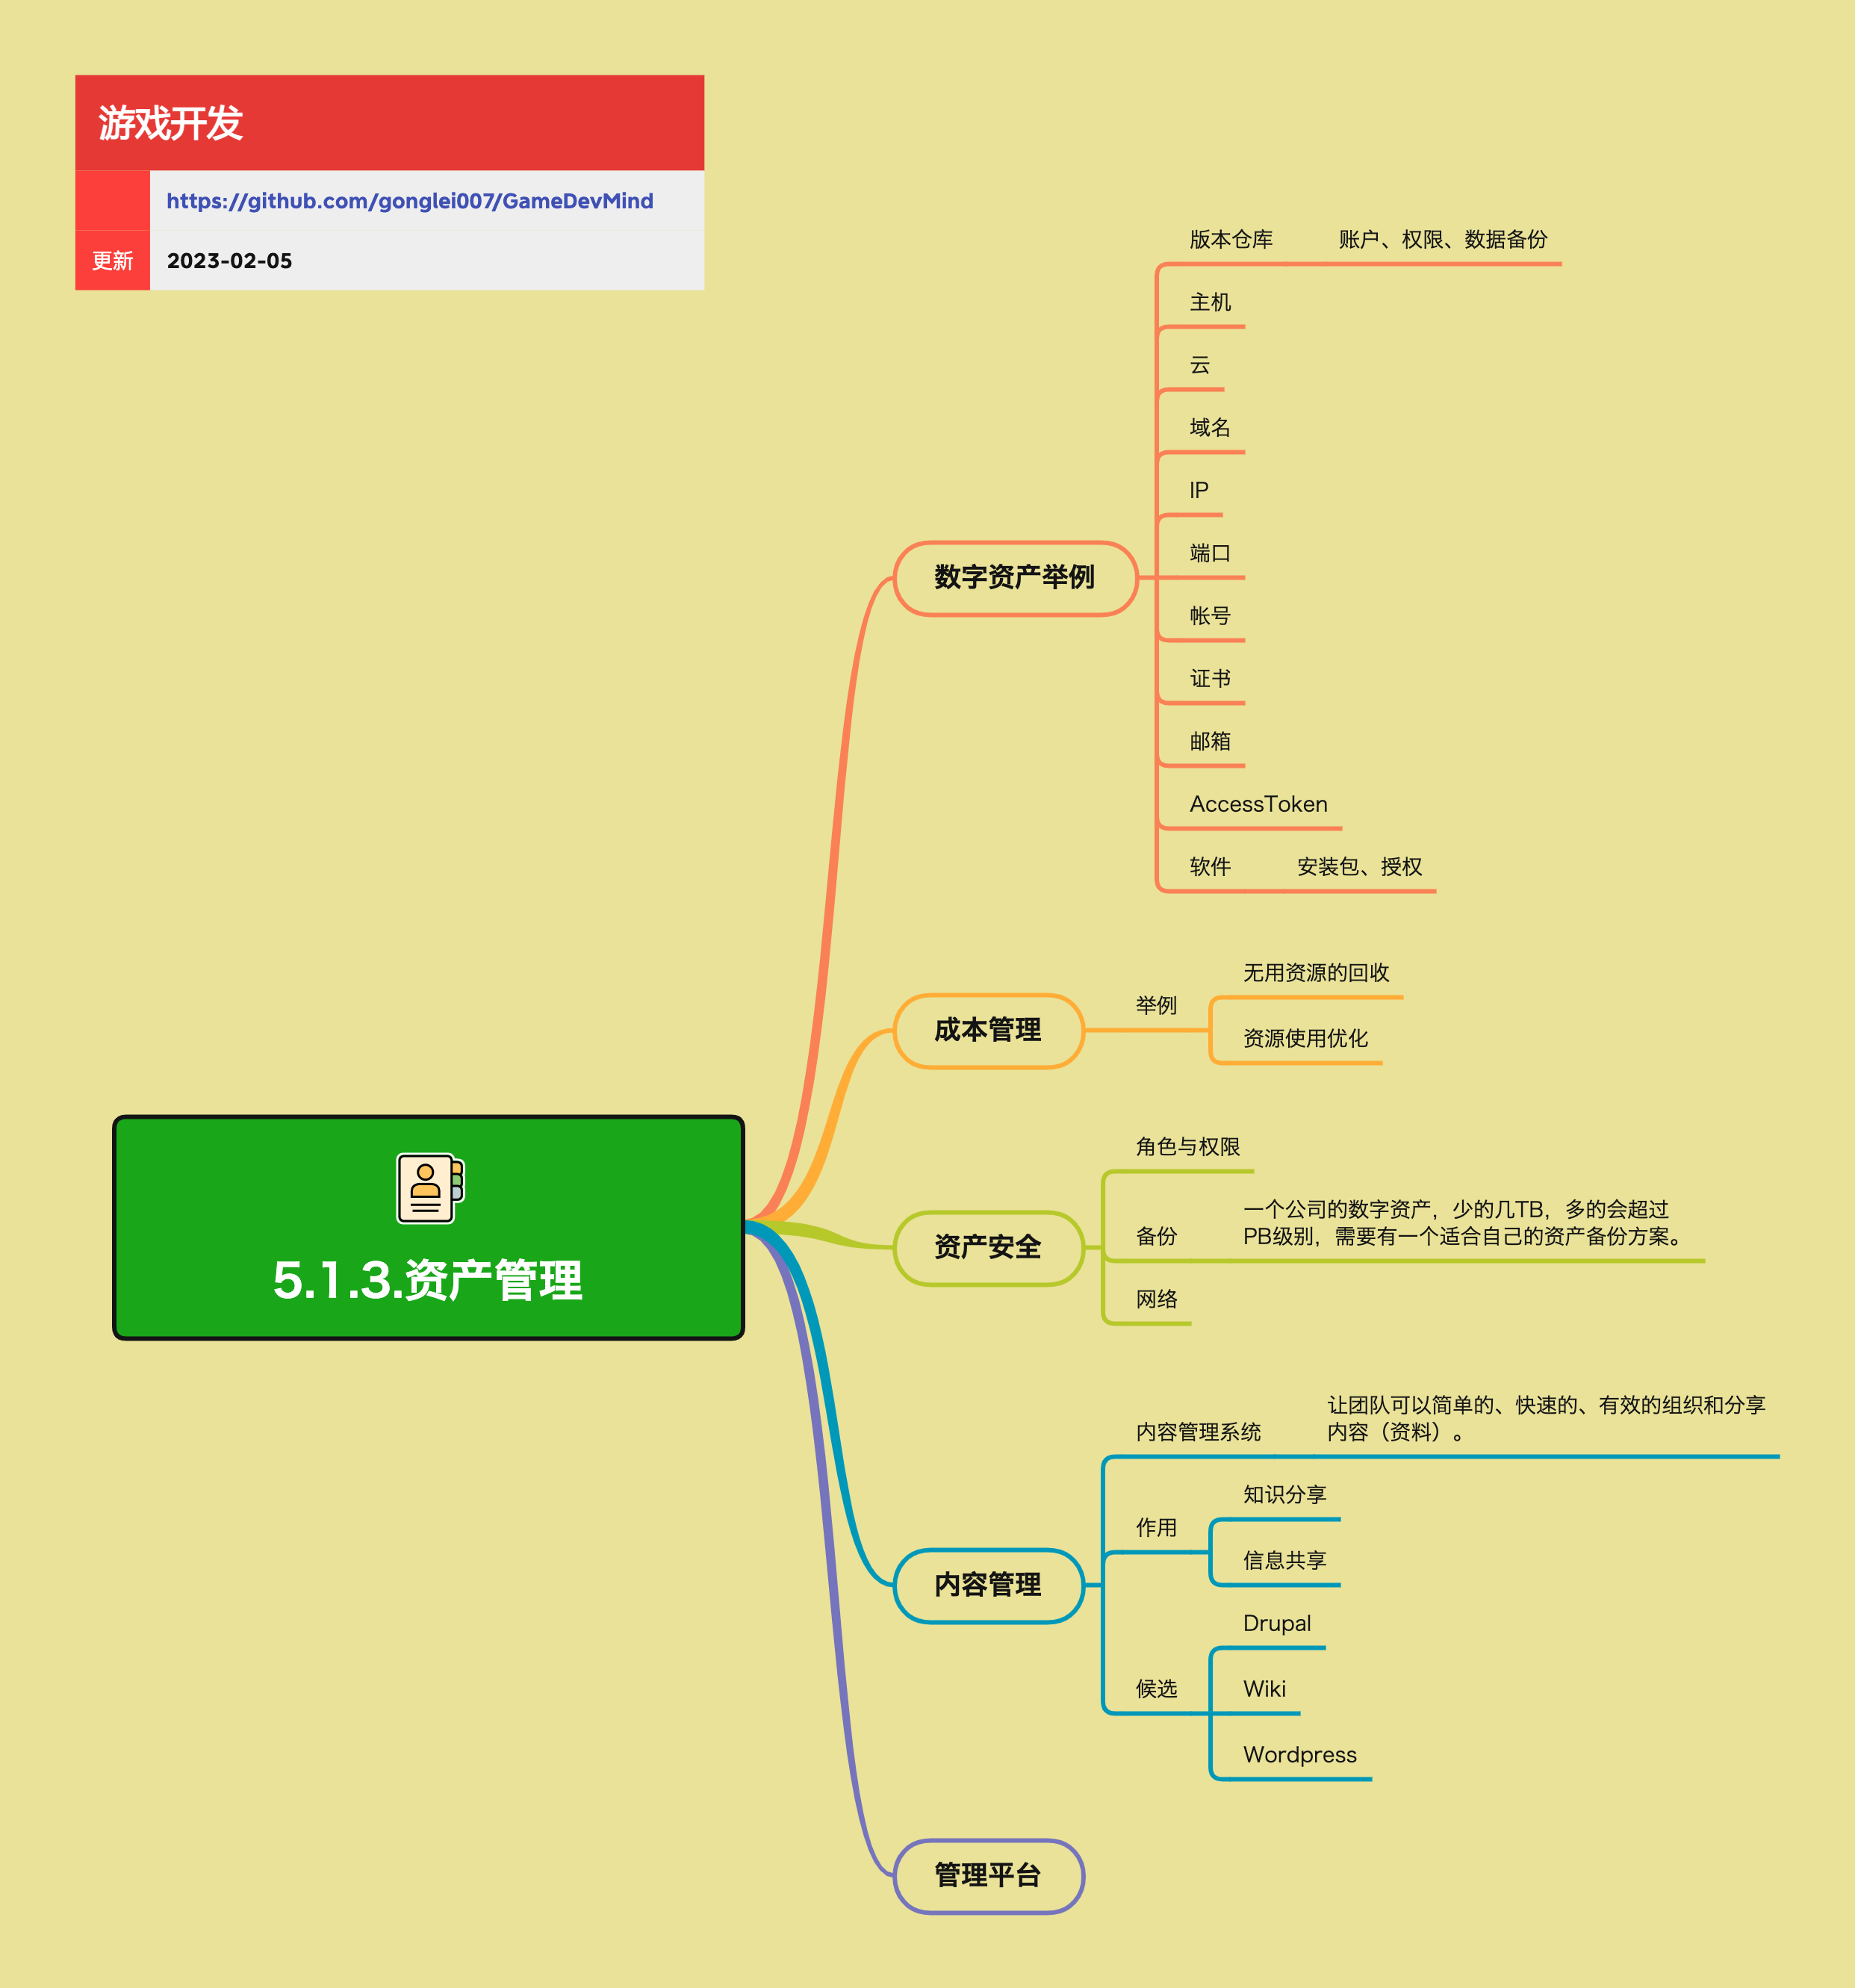 游戏开发
https://github.com/gonglei007/GameDevMind
更新 2023-02-05
5.1.3.资产管理
数字资产举例
版本仓库 账户、权限、数据备份
主机
云
域名
IP
端口
帐号
证书
邮箱
AccessToken
软件 安装包、授权
成本管理
举例
无用资源的回收
资源使用优化
资产安全
角色与权限
备份
一个公司的数字资产，少的几TB，多的会超过
PB级别，需要有一个适合自己的资产备份方案。
网络
内容管理
内容管理系统
让团队可以简单的、快速的、有效的组织和分享
内容（资料）。
作用
知识分享
信息共享
候选
Drupal
Wiki
Wordpress
管理平台